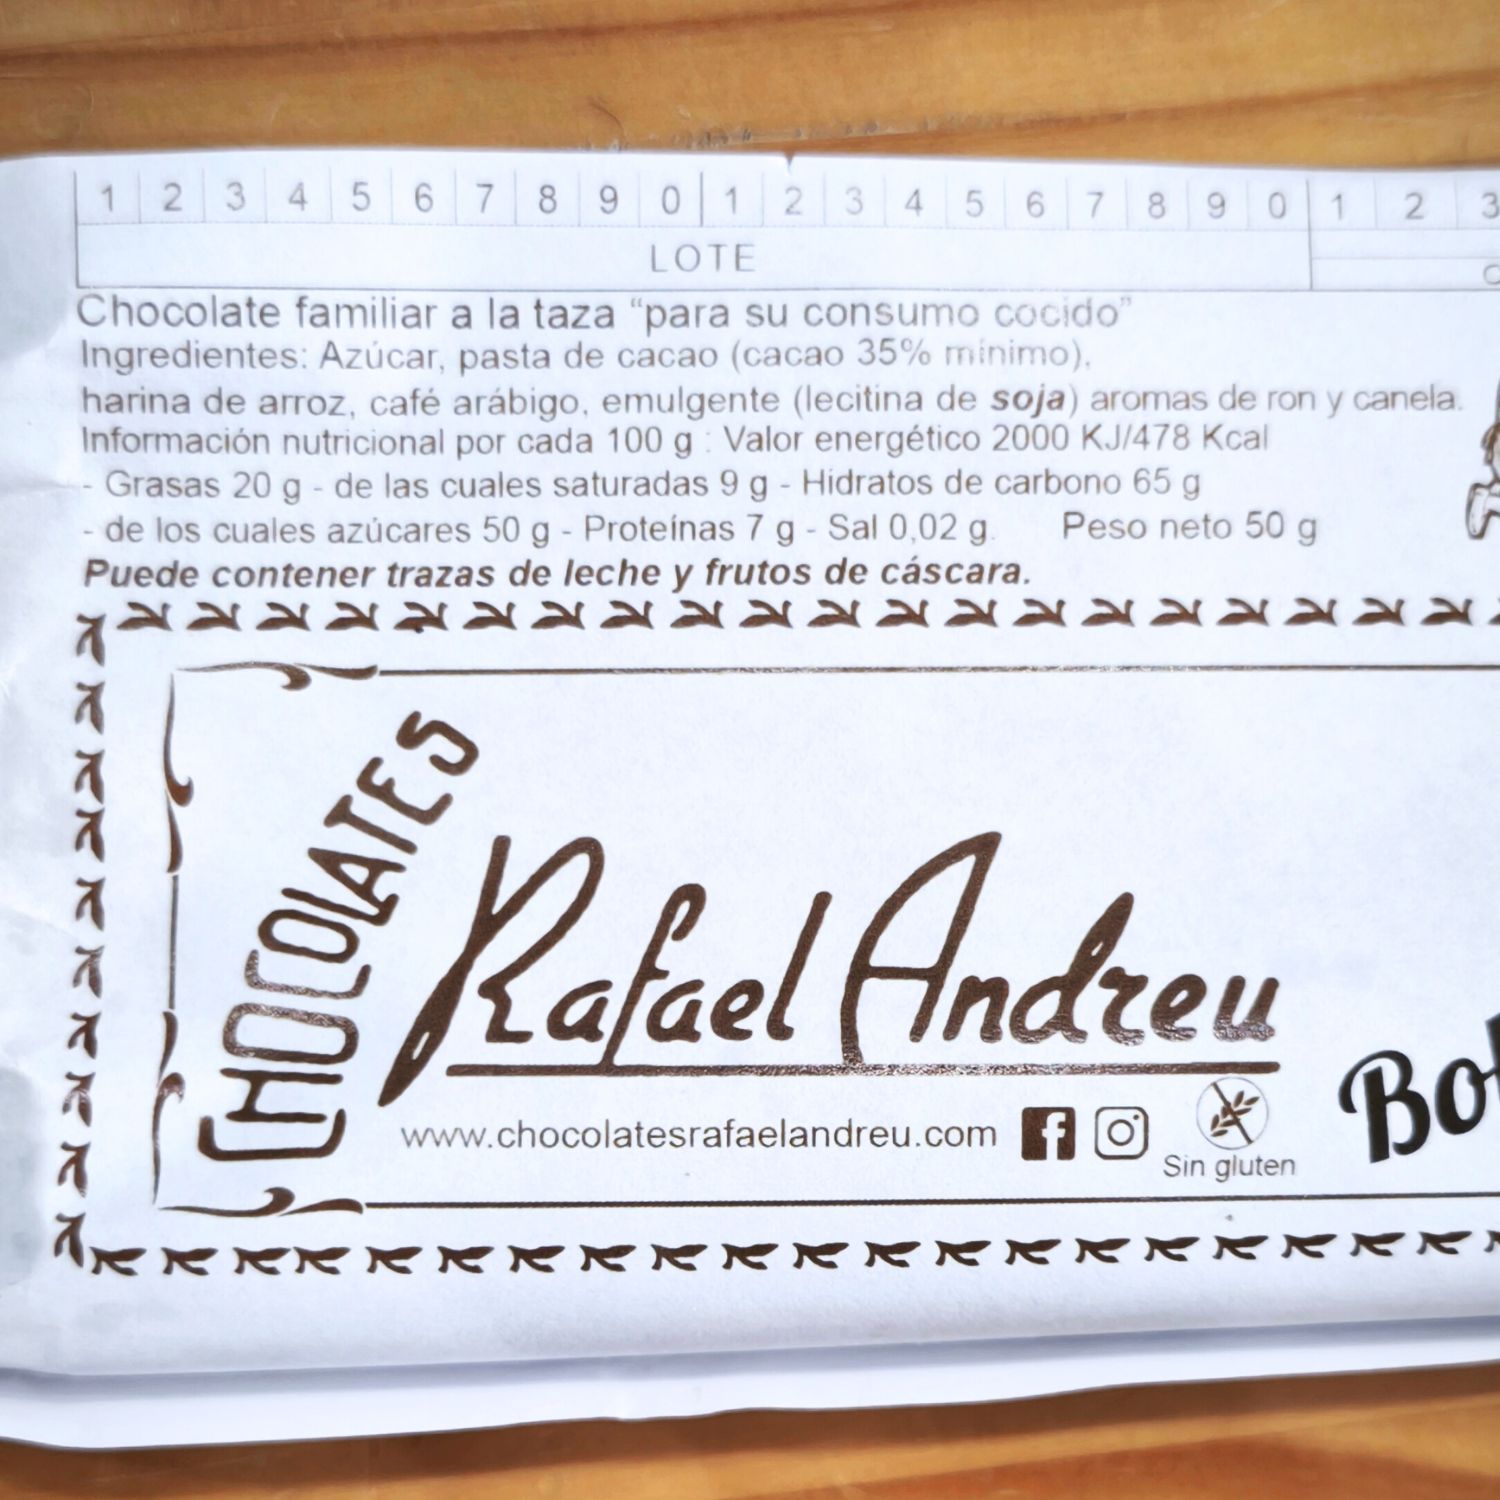 1 2 3 4 5 6 7 8 9 0 1 2 3 4 5 6 7 8 9 0 1 2 3
LOTE
Chocolate familiar a la taza “para su consumo cocido”
Ingredientes: Azúcar, pasta de cacao (cacao 35% mínimo),
harina de arroz, café arábigo, emulgente (lecitina de soja) aromas de ron y canela.
Información nutricional por cada 100 g : Valor energético 2000 KJ/478 Kcal
- Grasas 20 g - de las cuales saturadas 9 g - Hidratos de carbono 65 g
- de los cuales azúcares 50 g - Proteínas 7 g - Sal 0,02 g. Peso neto 50 g
Puede contener trazas de leche y frutos de cáscara.
CHOCOLATES
Rafael Andreu
www.chocolatesrafaelandreu.com
Sin gluten